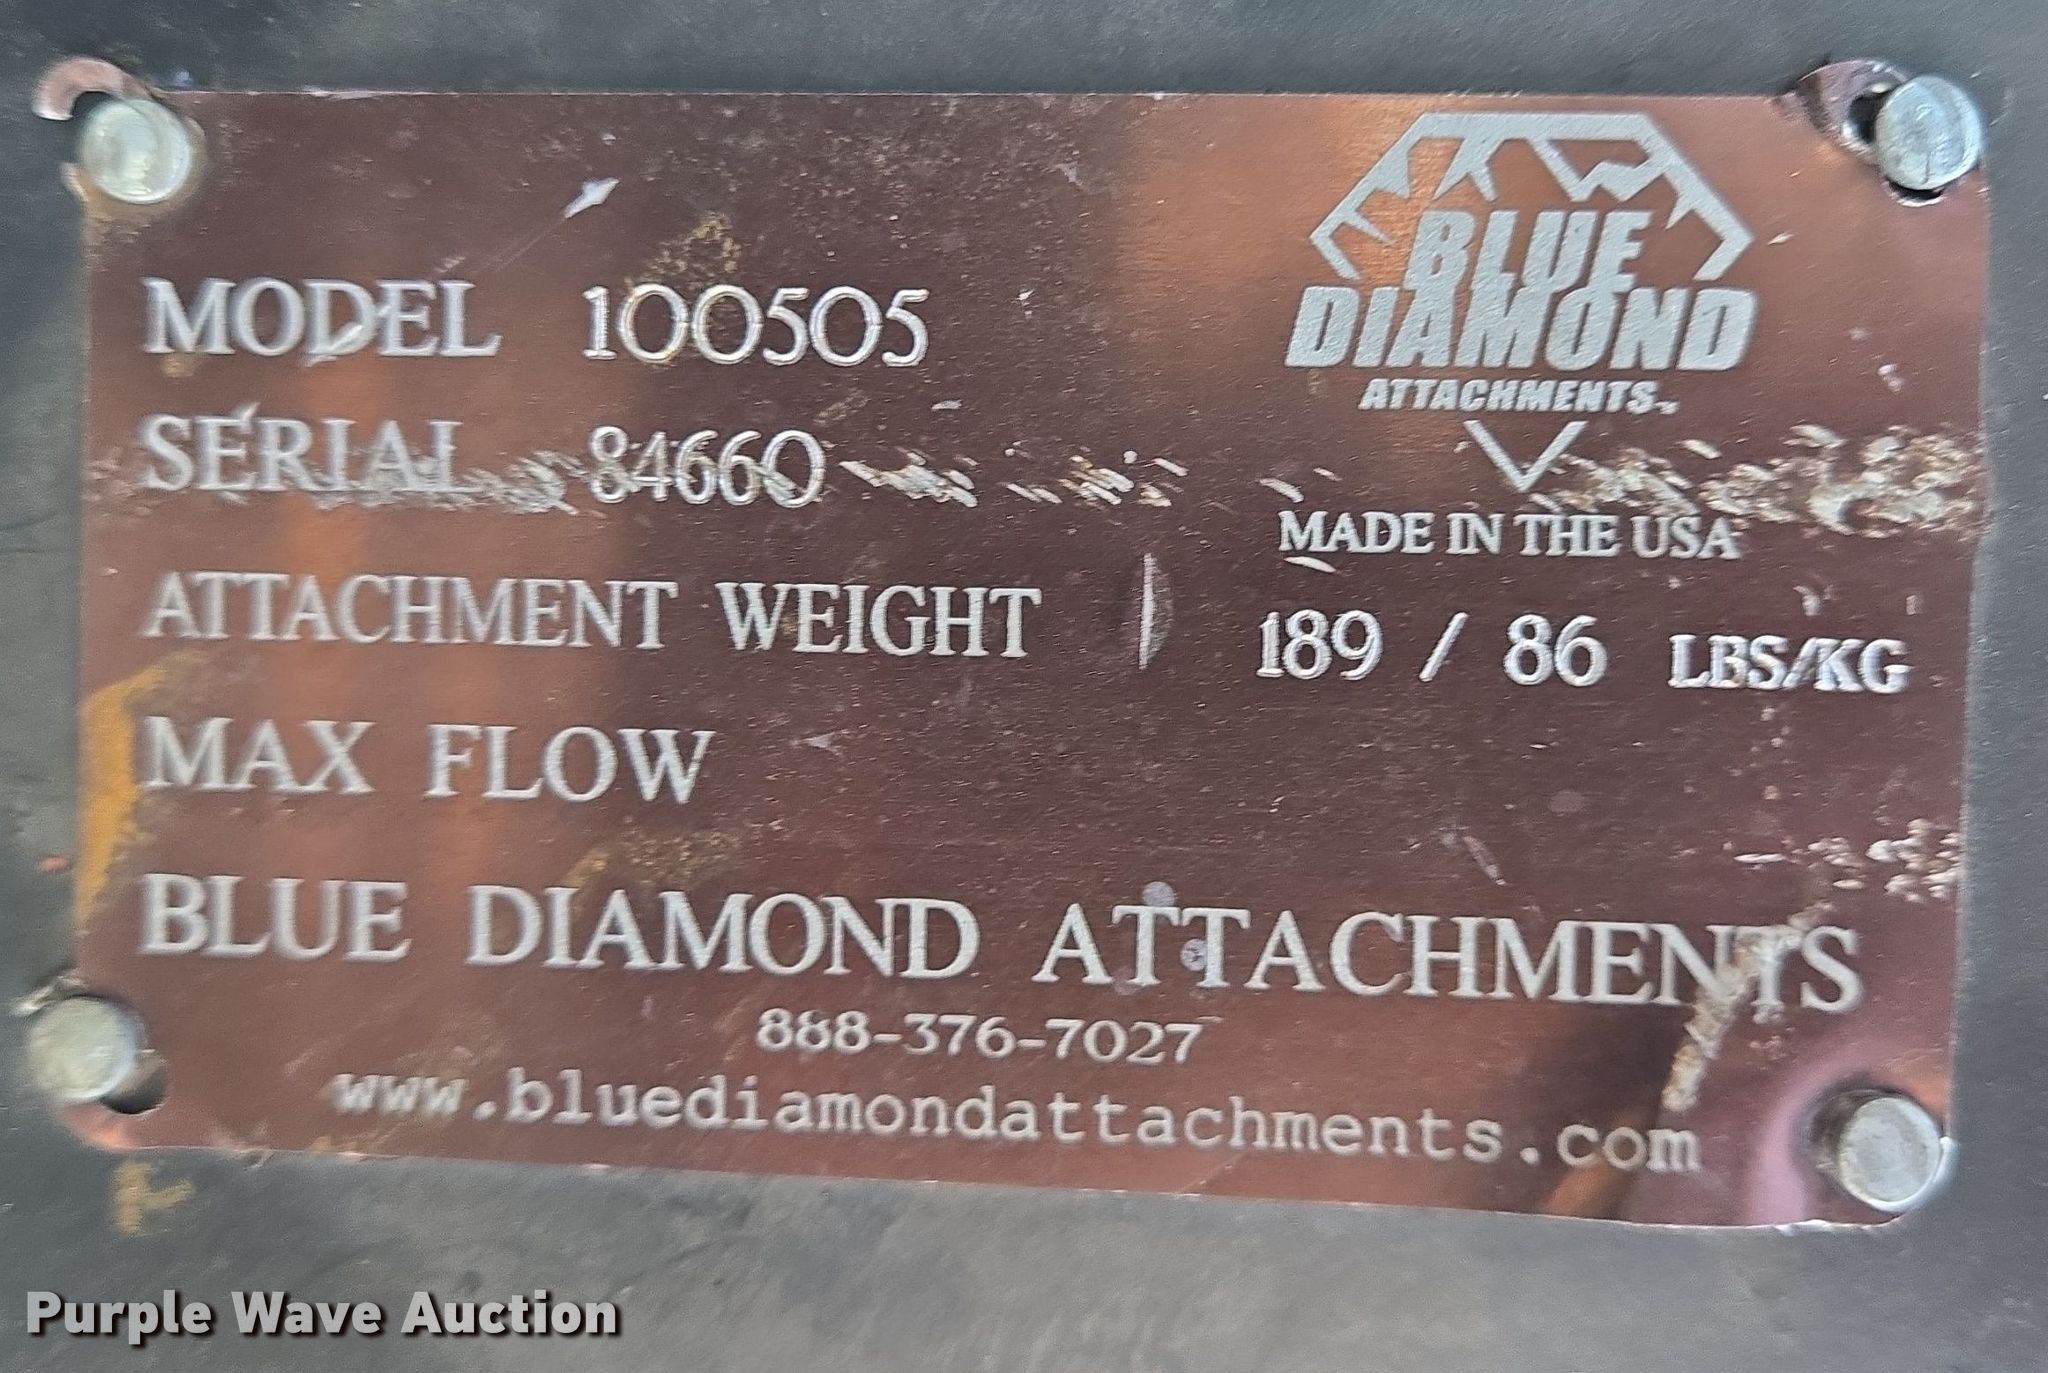 BLUE
DIAMOND
ATTACHMENTS
MODEL 100505
SERIAL 84660
MADE IN THE USA
ATTACHMENT WEIGHT 189 / 86 LBS/KG
MAX FLOW
BLUE DIAMOND ATTACHMENTS
888-376-7027
www.bluediamondattachments.com
Purple Wave Auction